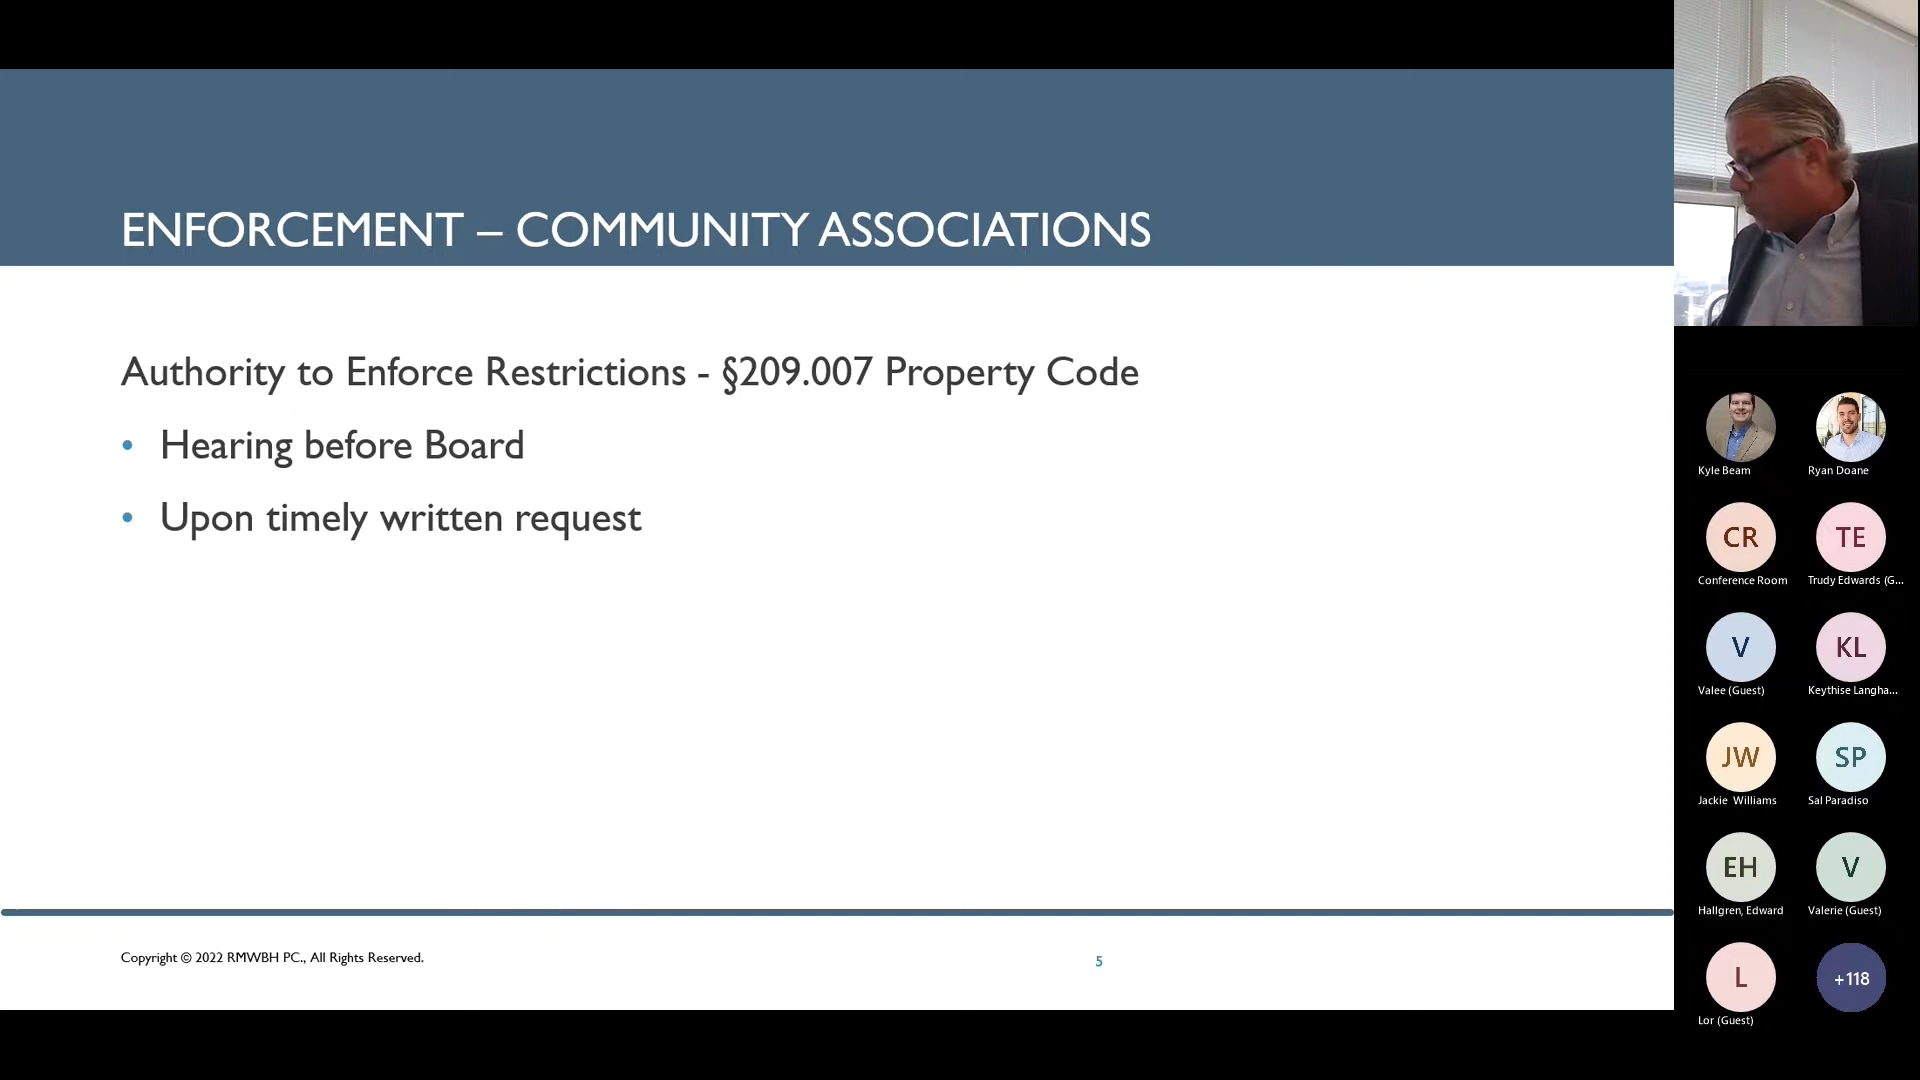 ENFORCEMENT – COMMUNITY ASSOCIATIONS
Authority to Enforce Restrictions - §209.007 Property Code
• Hearing before Board
• Upon timely written request
Copyright © 2022 RMWBH PC., All Rights Reserved.
5
Kyle Beam
Ryan Doane
CR
TE
Conference Room
Trudy Edwards (G...
V
KL
Valee (Guest)
Keythise Langha...
JW
SP
Jackie Williams
Sal Paradiso
EH
V
Hallgren, Edward
Valerie (Guest)
L
+118
Lor (Guest)